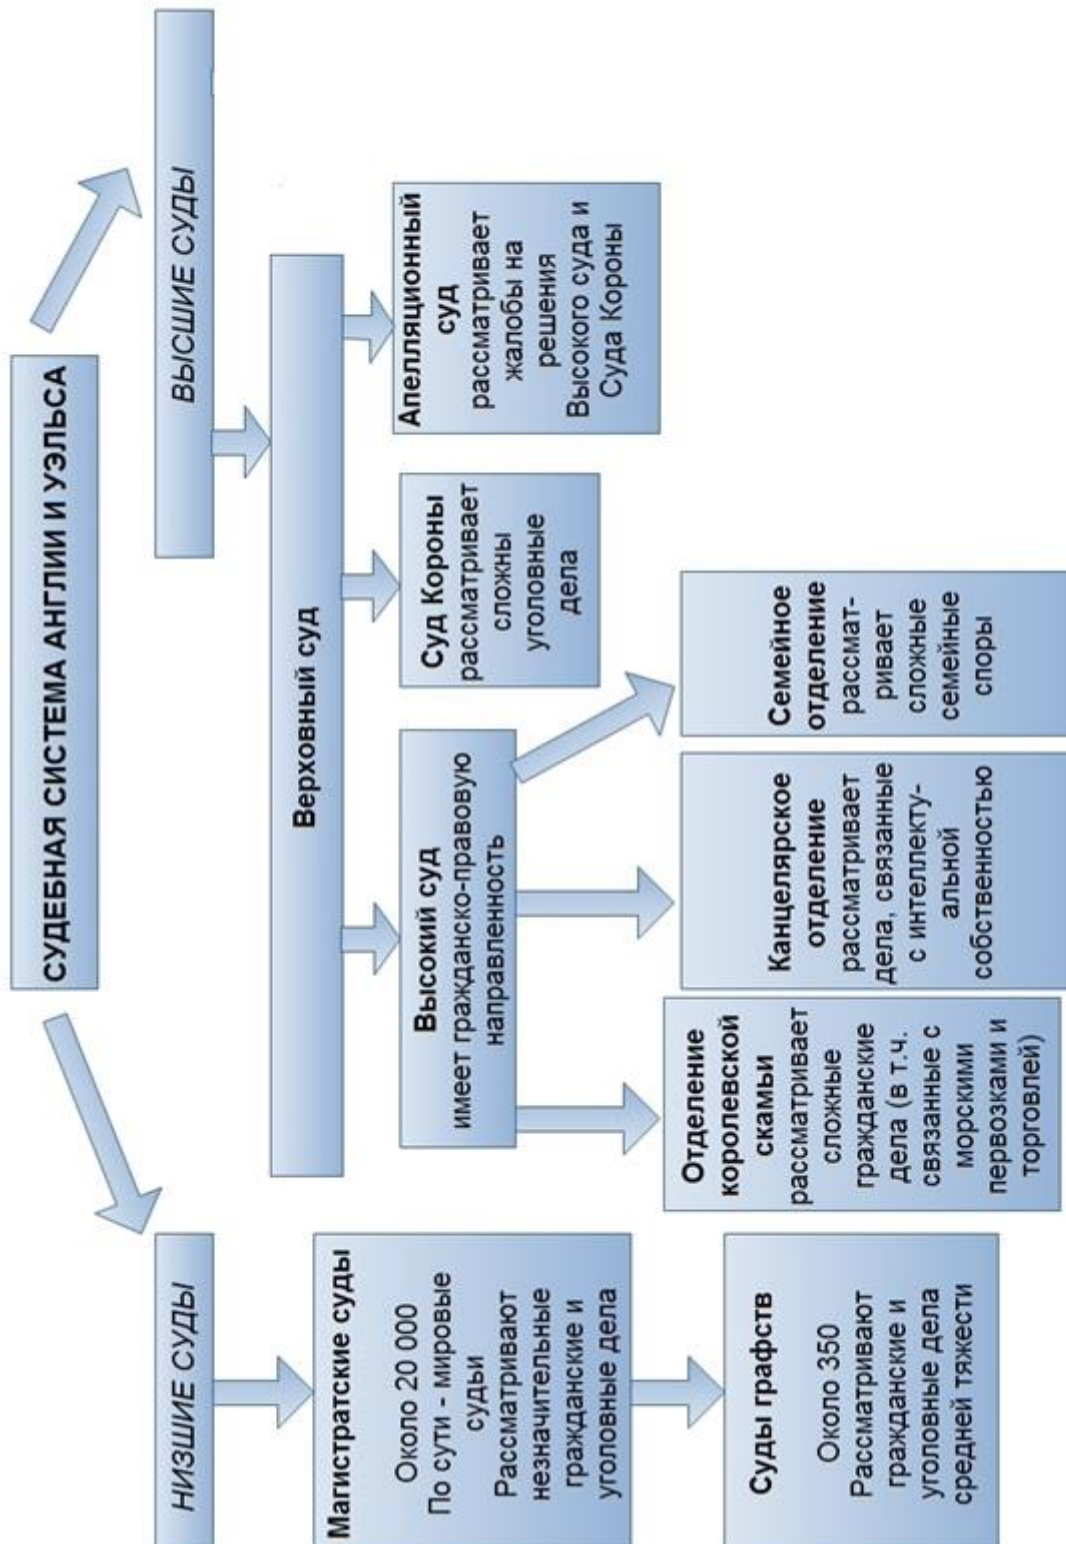 СУДЕБНАЯ СИСТЕМА АНГЛИИ И УЭЛЬСА
НИЗШИЕ СУДЫ
ВЫСШИЕ СУДЫ
Магистратские суды
Около 20 000
По сути - мировые
судьи
Рассматривают
незначительные
гражданские и
уголовные дела
Суды графств
Около 350
Рассматривают
гражданские и
уголовные дела
средней тяжести
Верховный суд
Высокий суд
имеет гражданско-правовую
направленность
Суд Короны
рассматривает
сложны
уголовные
дела
Апелляционный
суд
рассматривает
жалобы на
решения
Высокого суда и
Суда Короны
Отделение
королевской
скамьи
рассматривает
сложные
гражданские
дела (в т.ч.
связанные с
морскими
первозками и
торговлей)
Канцелярское
отделение
рассматривает
дела, связанные
с интеллекту-
альной
собственностью
Семейное
отделение
рассмат-
ривает
сложные
семейные
споры